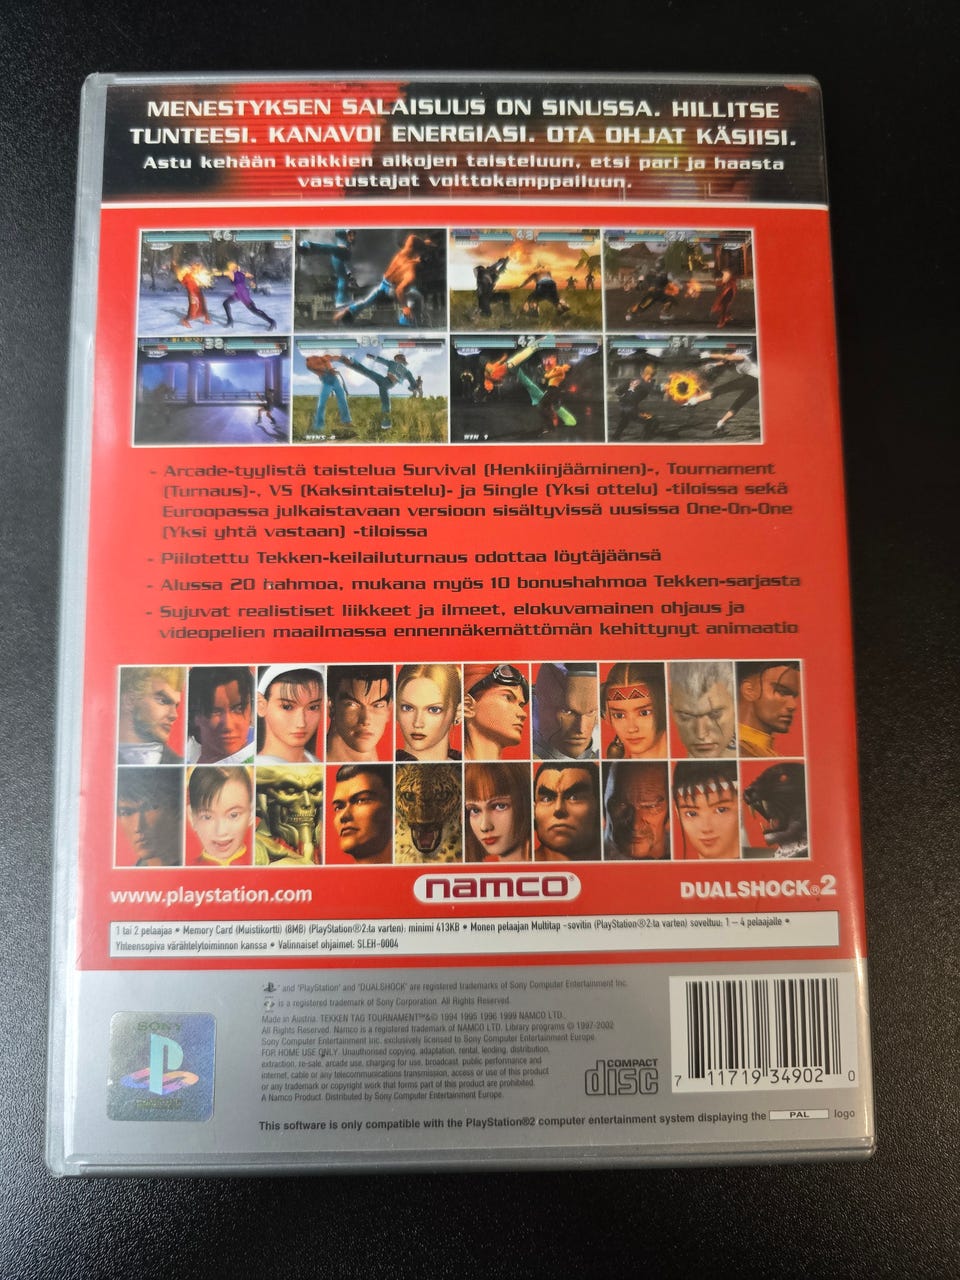 MENESTYKSEN SALAISUUS ON SINUSSA. HILLITSE
TUNTEESI. KANAVOI ENERGIASI. OTA OHJAT KÄSIISI.
Astu kehään kaikkien aikojen taisteluun, etsi pari ja haasta
vastustajat voittokamppailuun.
46
48
27
38
30
42
51
WINS 0
WIN 1
- Arcade-tyylistä taistelua Survival (Henkiinjääminen)-, Tournament
(Turnaus)-, VS (Kaksintaistelu)- ja Single (Yksi ottelu) -tiloissa sekä
Euroopassa julkaistavaan versioon sisältyvissä uusissa One-On-One
(Yksi yhtä vastaan) -tiloissa
- Piilotettu Tekken-keilailuturnaus odottaa löytäjäänsä
- Alussa 20 hahmoa, mukana myös 10 bonushahmoa Tekken-sarjasta
- Sujuvat realistiset liikkeet ja ilmeet, elokuvamainen ohjaus ja
videopelien maailmassa ennennäkemättömän kehittynyt animaatio
www.playstation.com namco® DUALSHOCK®2
1 tai 2 pelaajaa • Memory Card (Muistikortti) (8MB) (PlayStation®2:ta varten): minimi 413KB • Monen pelaajan Multitap -sovitin (PlayStation®2:ta varten) soveltuu: 1 – 4 pelaajalle •
Yhteensopiva värähtelytoiminnon kanssa • Valinnaiset ohjaimet: SLEH-0004
" " and "PlayStation" and "DUALSHOCK" are registered trademarks of Sony Computer Entertainment Inc.
" " is a registered trademark of Sony Corporation. All Rights Reserved.
Made in Austria. TEKKEN TAG TOURNAMENT™&© 1994 1995 1996 1999 NAMCO LTD.,
All Rights Reserved. Namco is a registered trademark of NAMCO LTD. Library programs © 1997-2002
Sony Computer Entertainment Inc. exclusively licensed to Sony Computer Entertainment Europe.
FOR HOME USE ONLY. Unauthorised copying, adaptation, rental, lending, distribution,
extraction, re-sale, arcade use, charging for use, broadcast, public performance and
internet, cable or any telecommunications transmission, access or use of this product
or any trademark or copyright work that forms part of this product are prohibited.
A Namco Product. Distributed by Sony Computer Entertainment Europe.
SONY
COMPACT
disc
7 11719 34902 0
This software is only compatible with the PlayStation®2 computer entertainment system displaying the PAL logo